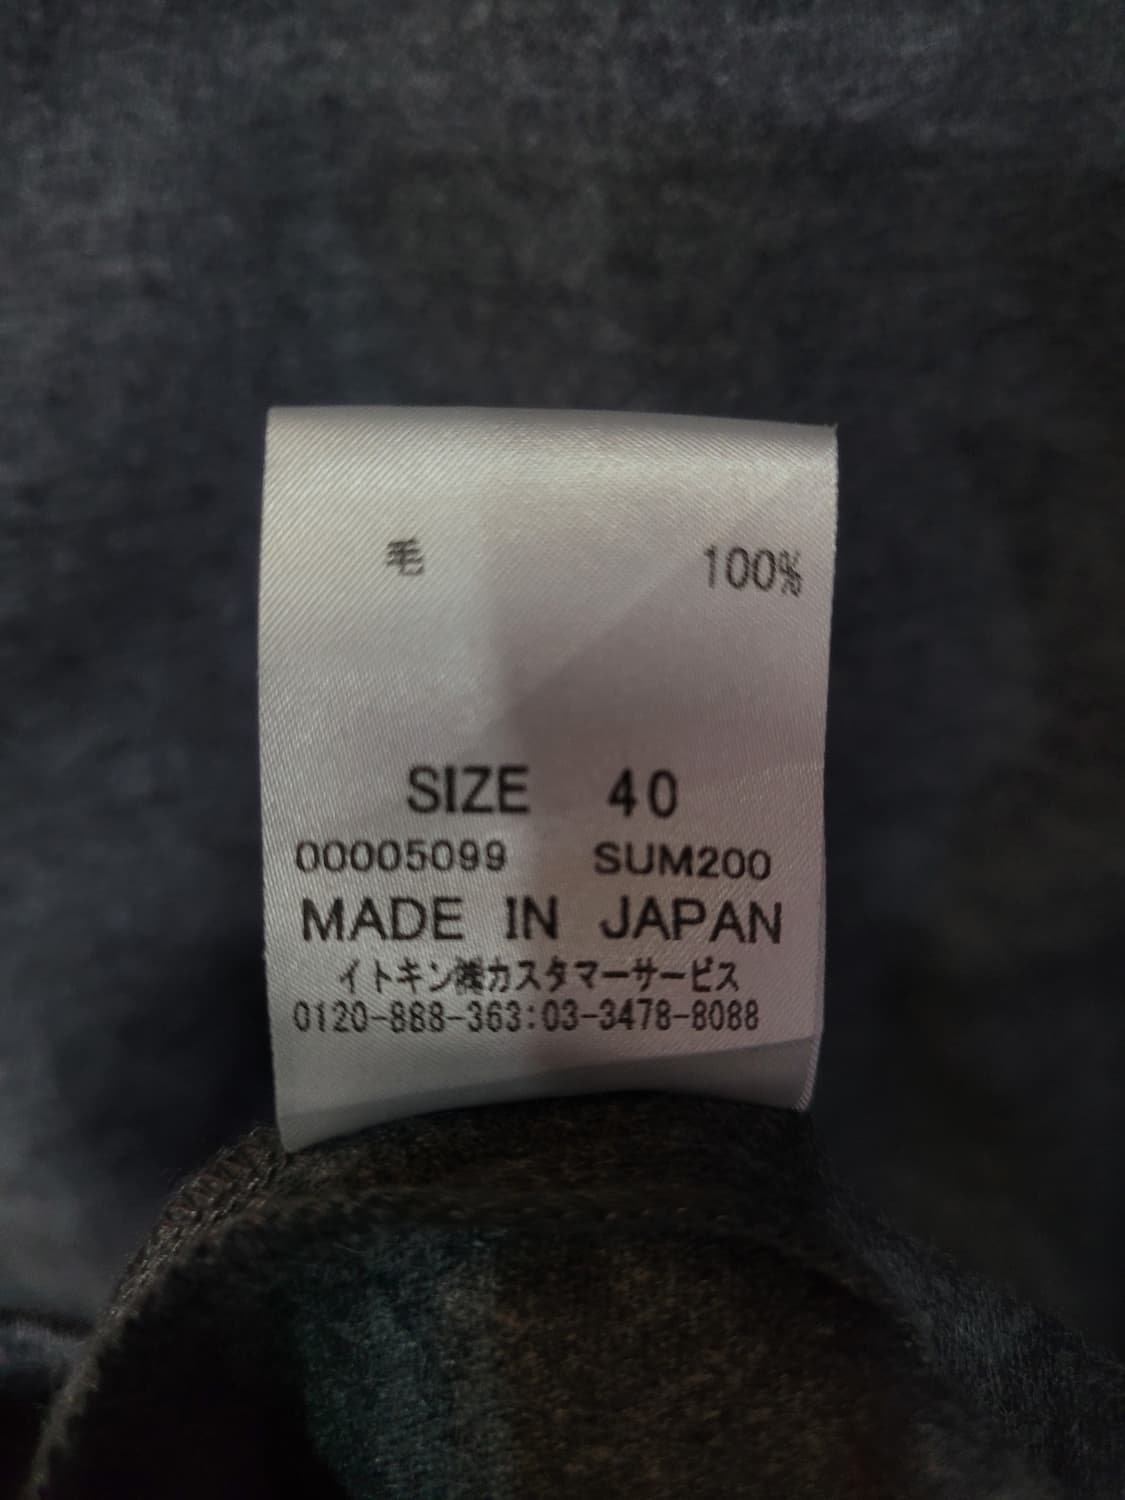 毛 100%
SIZE 40
00005099 SUM200
MADE IN JAPAN
イトキン㈱カスタマーサービス
0120-888-363:03-3478-8088